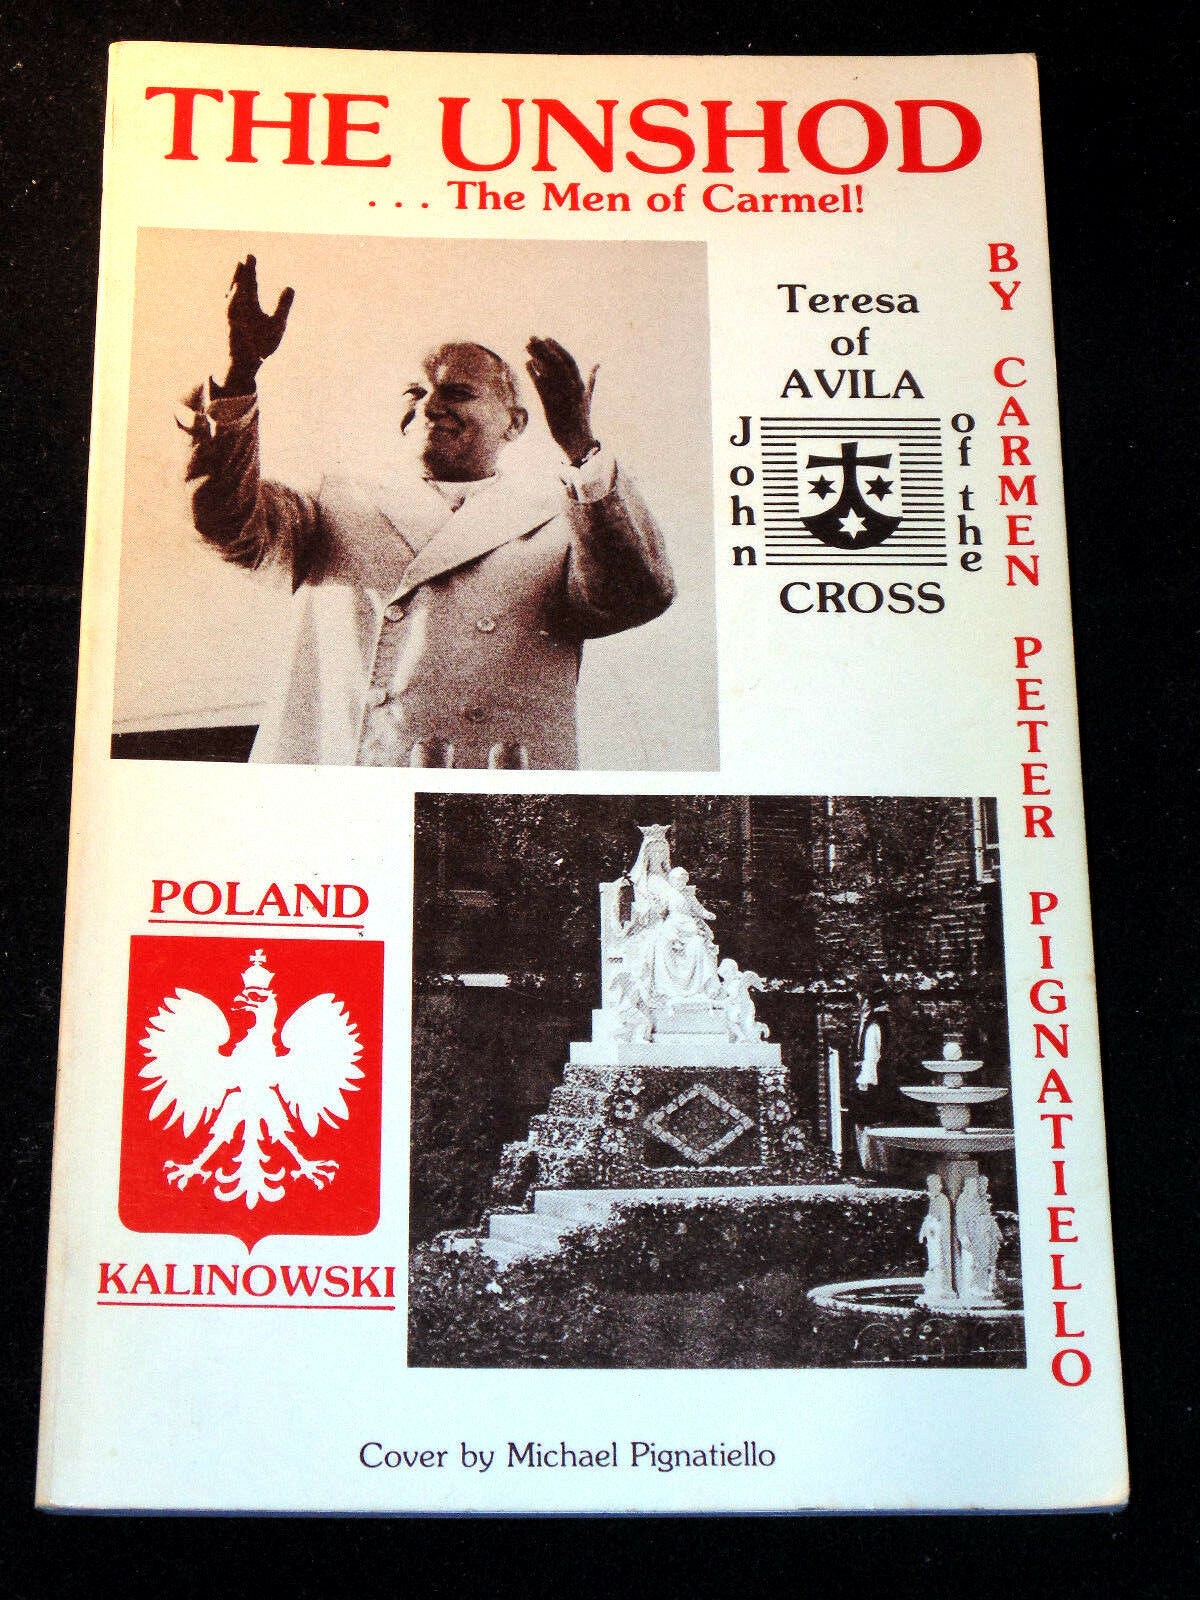 THE UNSHOD
. . . The Men of Carmel!
BY CARMEN PETER PIGNATIELLO
Teresa
of
AVILA
John
of the
CROSS
POLAND
KALINOWSKI
Cover by Michael Pignatiello